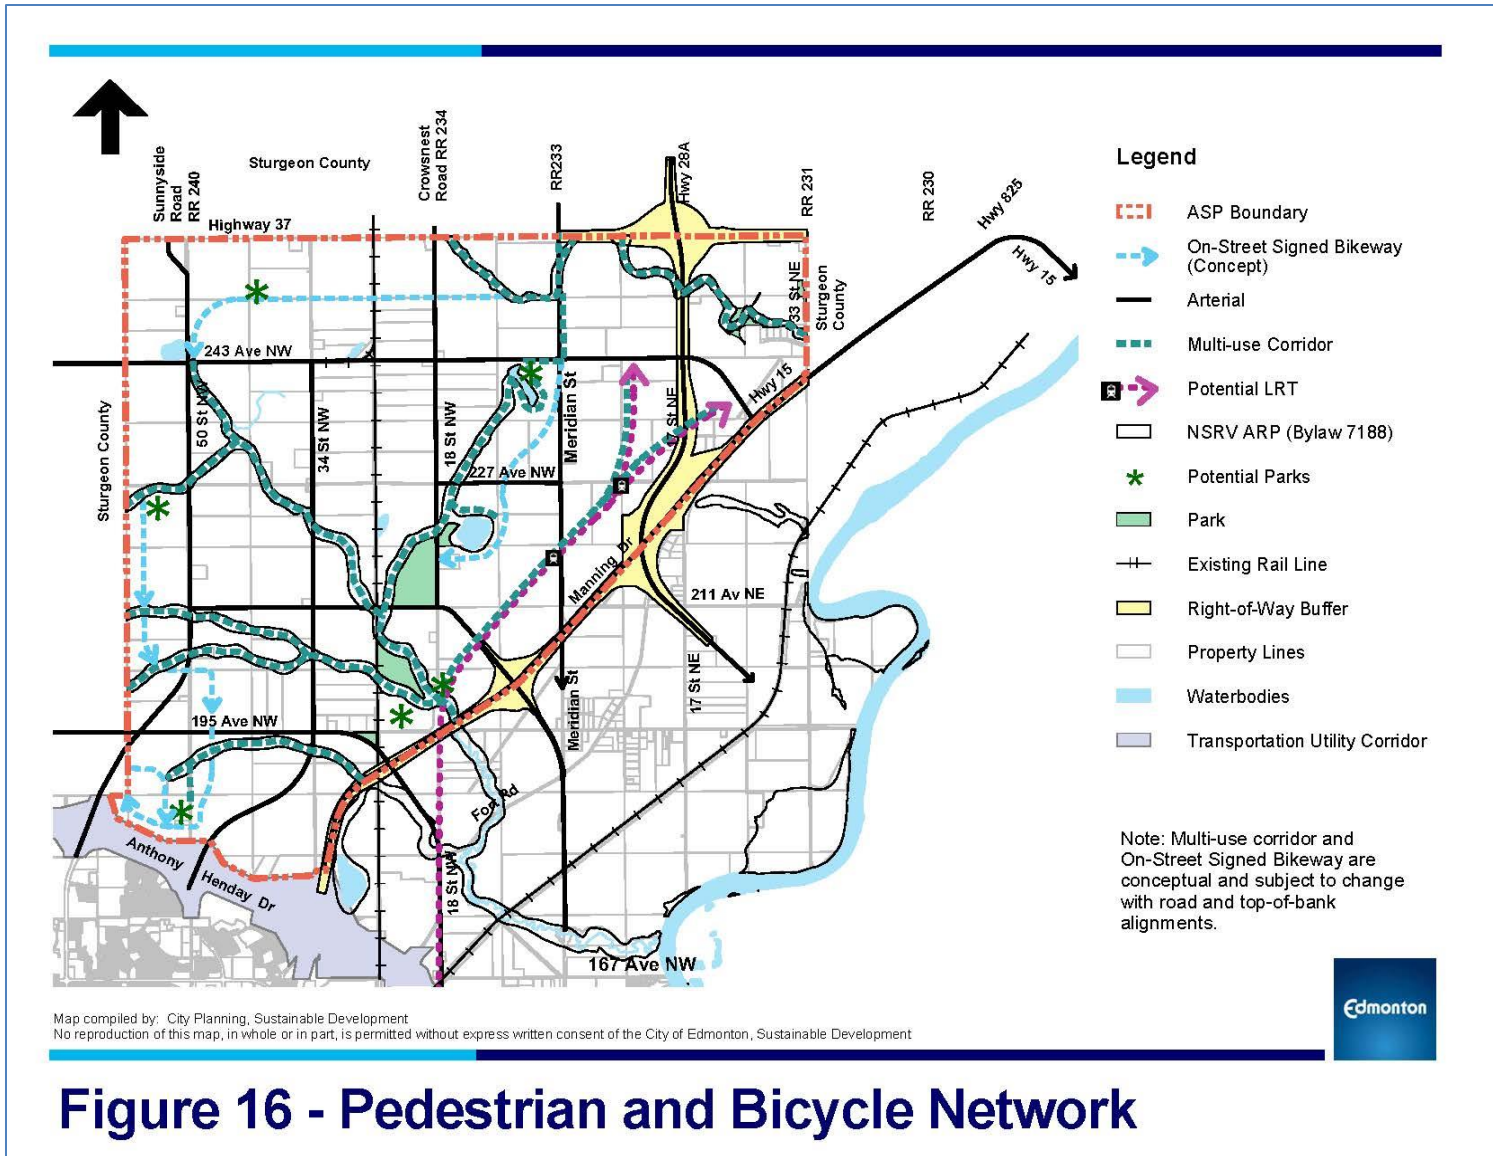 Sunnyside
Road
RR 240
Sturgeon County
Crowsnest
Road RR 234
RR233
Hwy 28A
RR 231
RR 230
Hwy 825
Hwy 15
Highway 37
33 St NE
Sturgeon
County
243 Ave NW
50 St NW
34 St NW
18 St NW
Meridian St
17 St NE
Hwy 15
Sturgeon County
227 Ave NW
Manning Dr
211 Av NE
17 St NE
Meridian St
195 Ave NW
Fort Rd
Anthony
Henday Dr
18 St NW
167 Ave NW
Legend
ASP Boundary
On-Street Signed Bikeway
(Concept)
Arterial
Multi-use Corridor
Potential LRT
NSRV ARP (Bylaw 7188)
Potential Parks
Park
Existing Rail Line
Right-of-Way Buffer
Property Lines
Waterbodies
Transportation Utility Corridor
Note: Multi-use corridor and
On-Street Signed Bikeway are
conceptual and subject to change
with road and top-of-bank
alignments.
Edmonton
Map compiled by: City Planning, Sustainable Development
No reproduction of this map, in whole or in part, is permitted without express written consent of the City of Edmonton, Sustainable Development
Figure 16 - Pedestrian and Bicycle Network